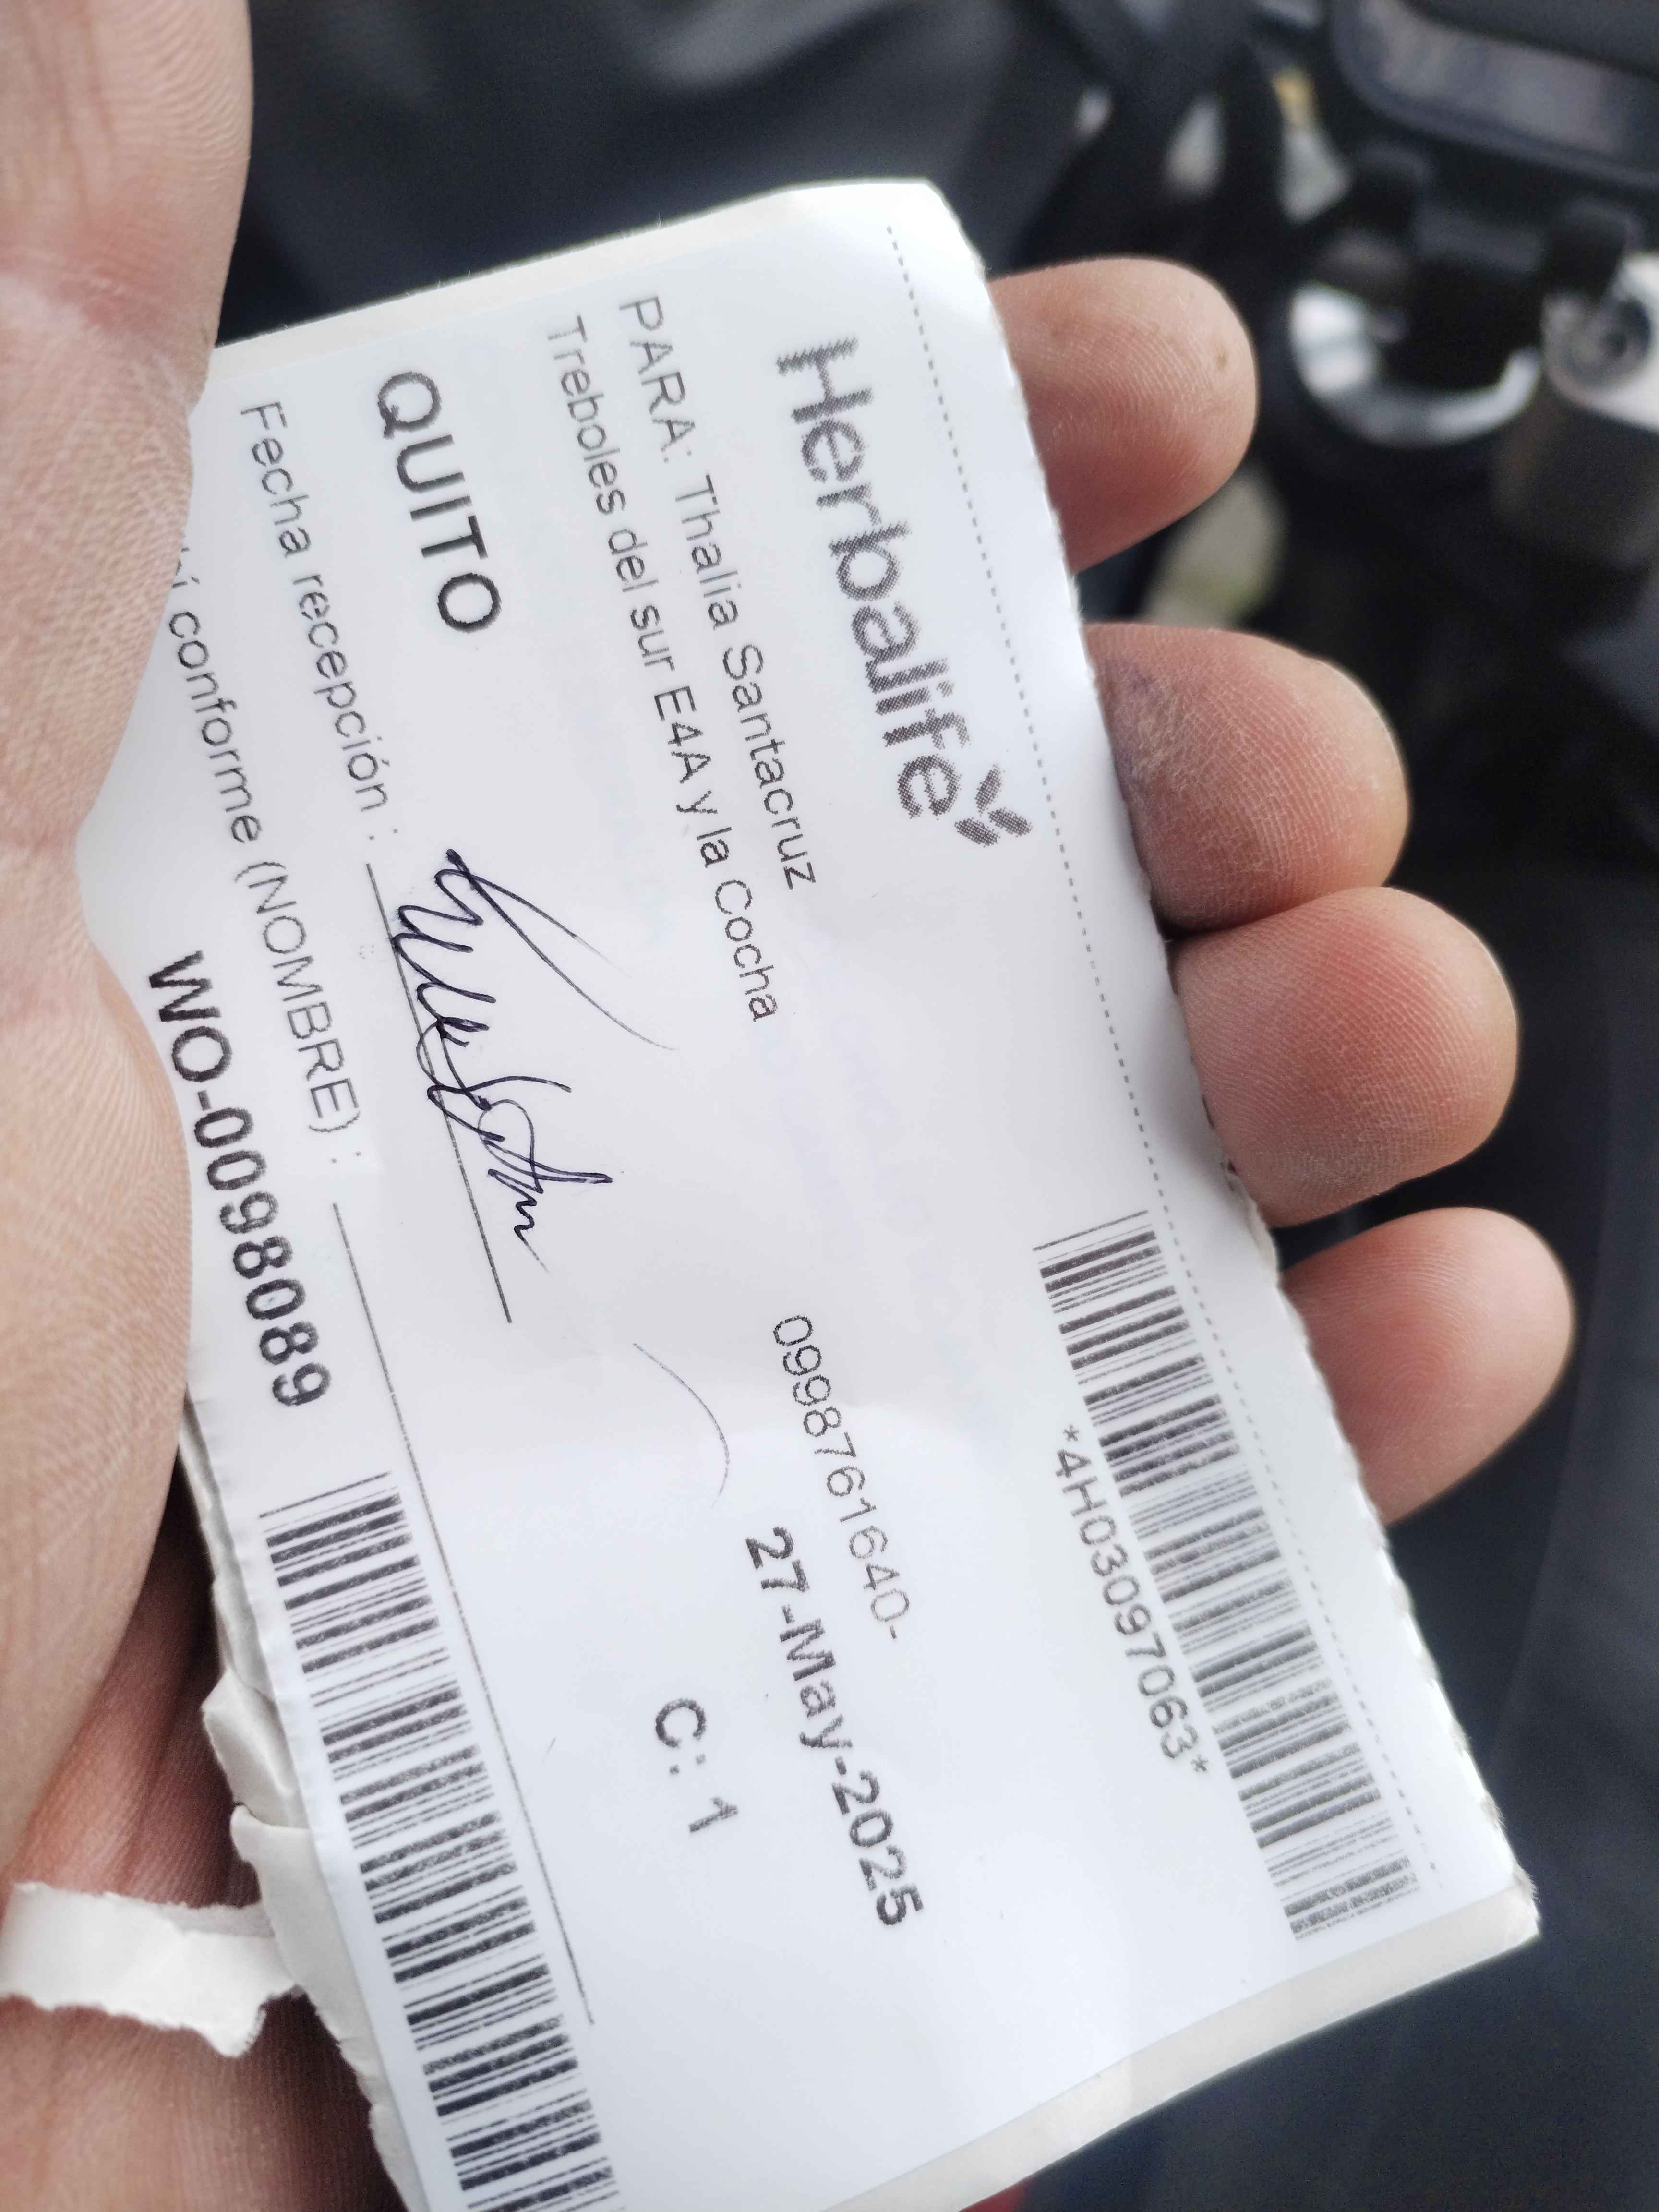 Herbalife
*4H03097063*
PARA: Thalia Santacruz
0998761640-
Treboles del sur E4A y la Cocha
27-May-2025
QUITO
C: 1
Fecha recepción :
conforme (NOMBRE) :
WO-0098089